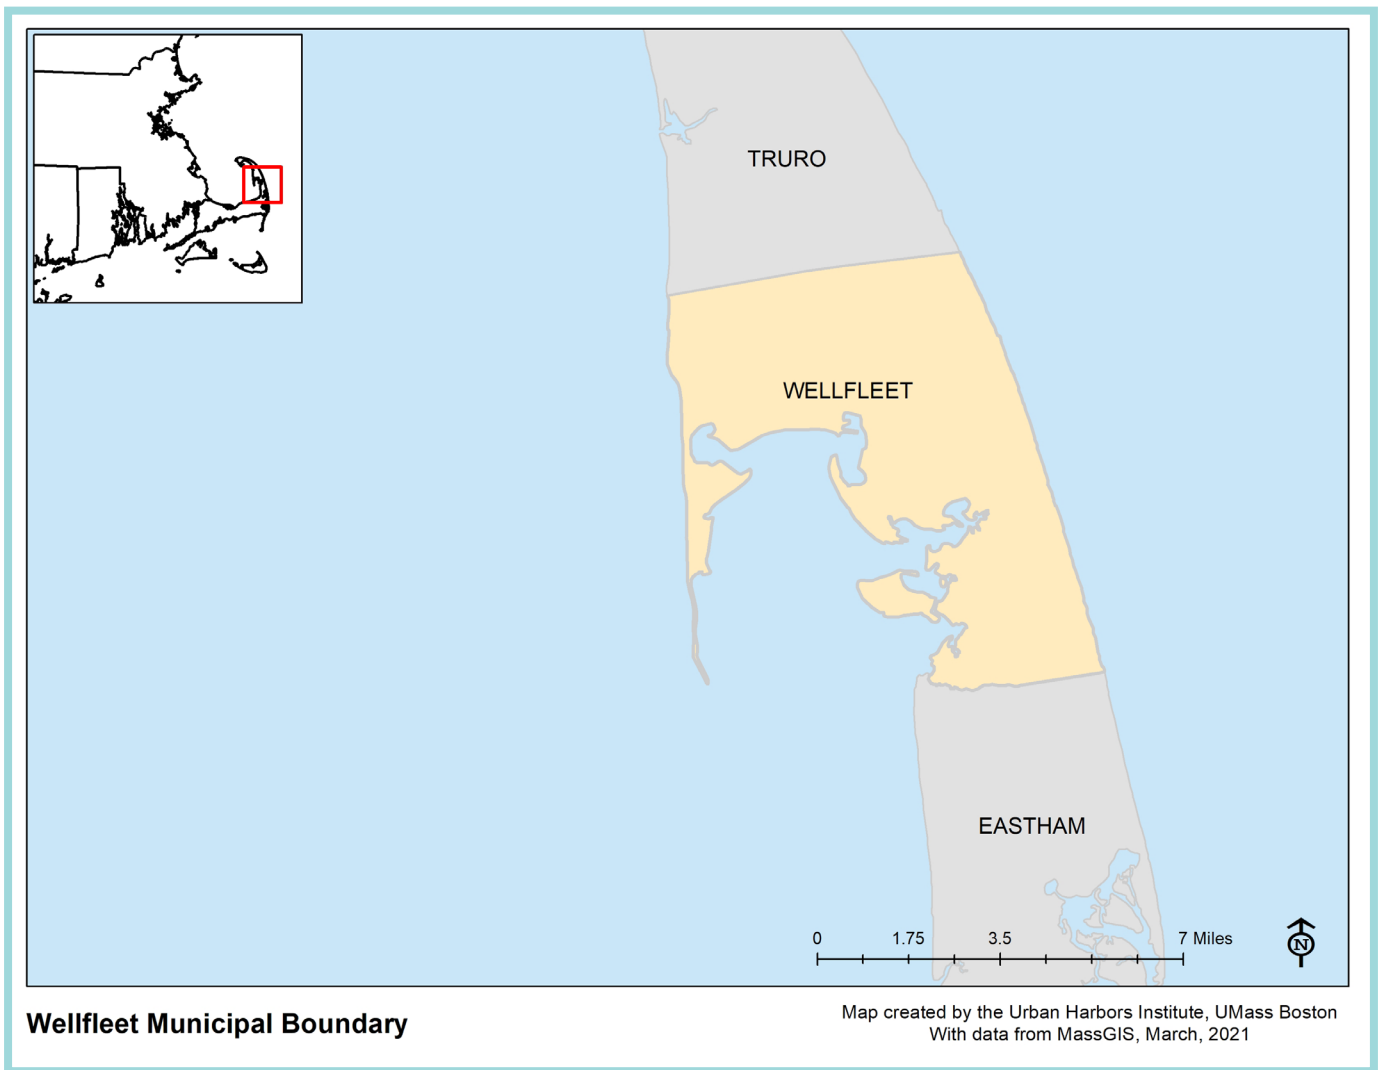 TRURO
WELLFLEET
EASTHAM
0 1.75 3.5 7 Miles
N
Wellfleet Municipal Boundary
Map created by the Urban Harbors Institute, UMass Boston
With data from MassGIS, March, 2021